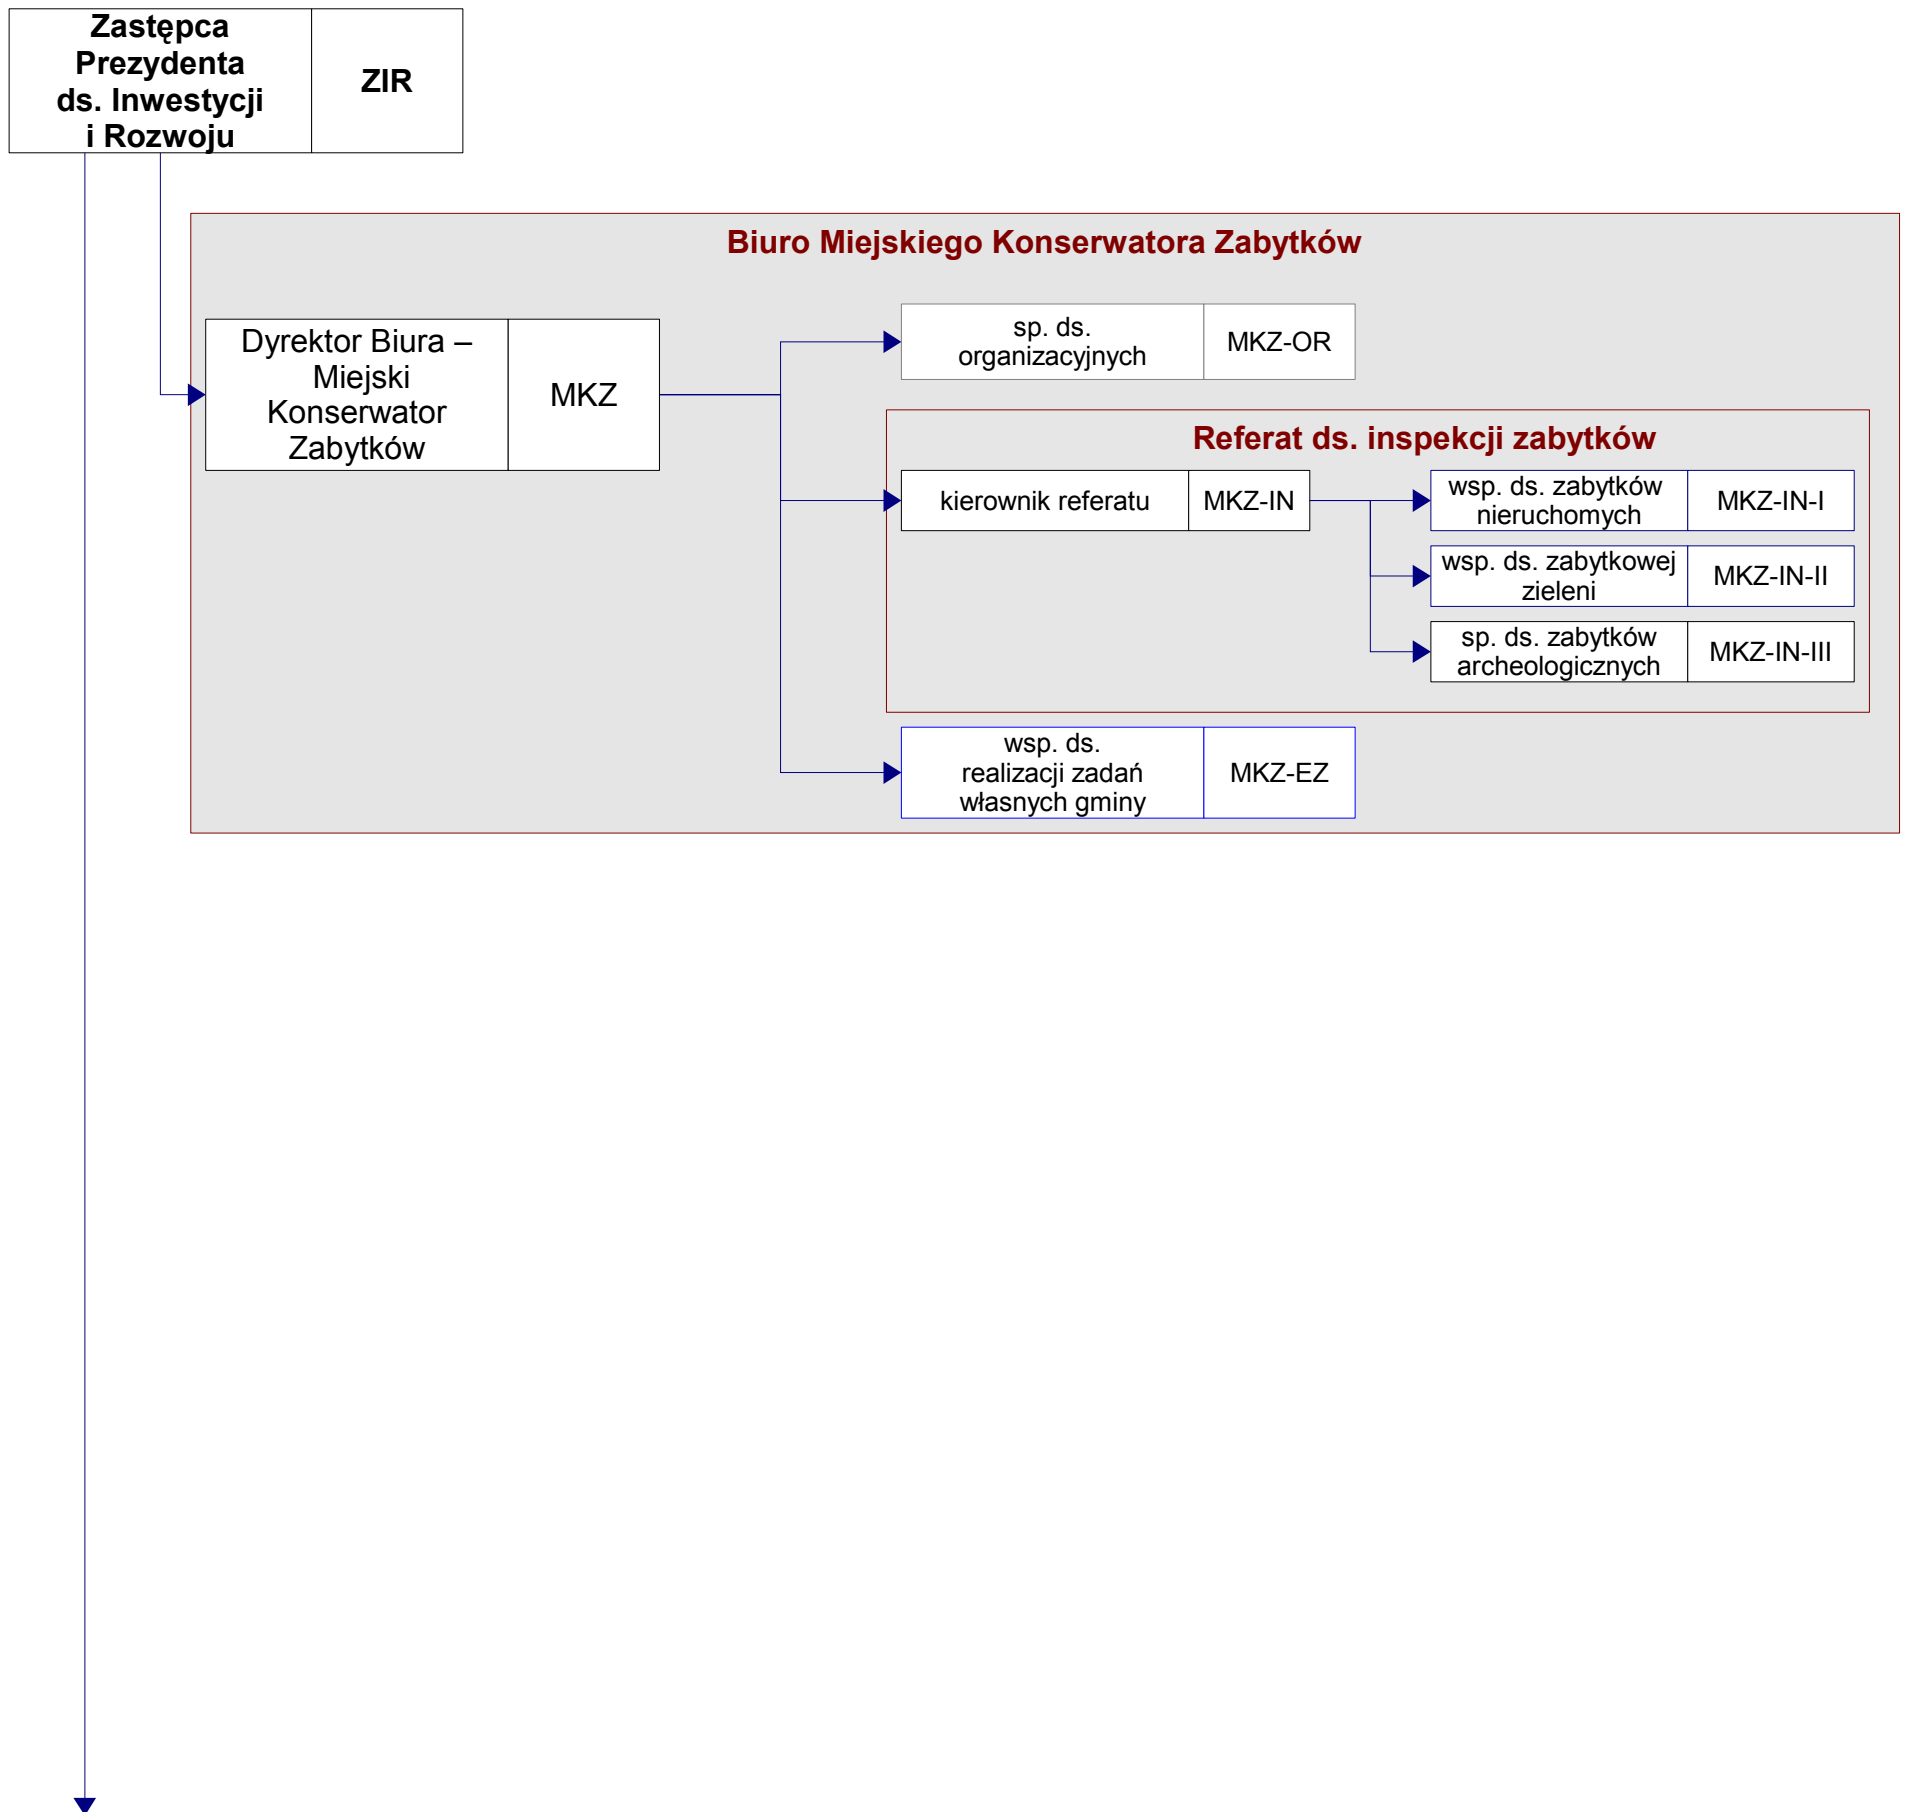 Zastępca
Prezydenta
ds. Inwestycji
i Rozwoju
ZIR
Biuro Miejskiego Konserwatora Zabytków
Dyrektor Biura –
Miejski
Konserwator
Zabytków
MKZ
sp. ds.
organizacyjnych
MKZ-OR
Referat ds. inspekcji zabytków
kierownik referatu
MKZ-IN
wsp. ds. zabytków
nieruchomych
MKZ-IN-I
wsp. ds. zabytkowej
zieleni
MKZ-IN-II
sp. ds. zabytków
archeologicznych
MKZ-IN-III
wsp. ds.
realizacji zadań
własnych gminy
MKZ-EZ